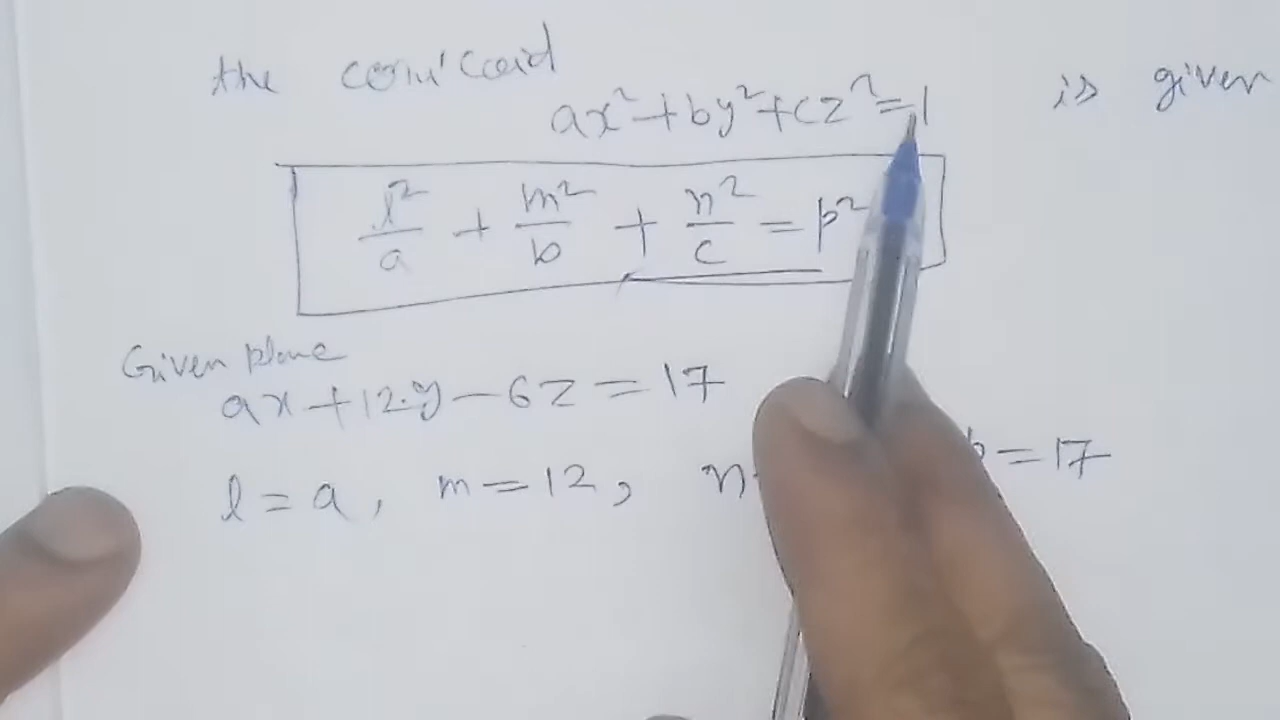 the conicoid
ax²+by²+cz²=1 is given
l²/a + m²/b + n²/c = p²
Given plane
ax+12y-6z=17
l=a, m=12, n =17